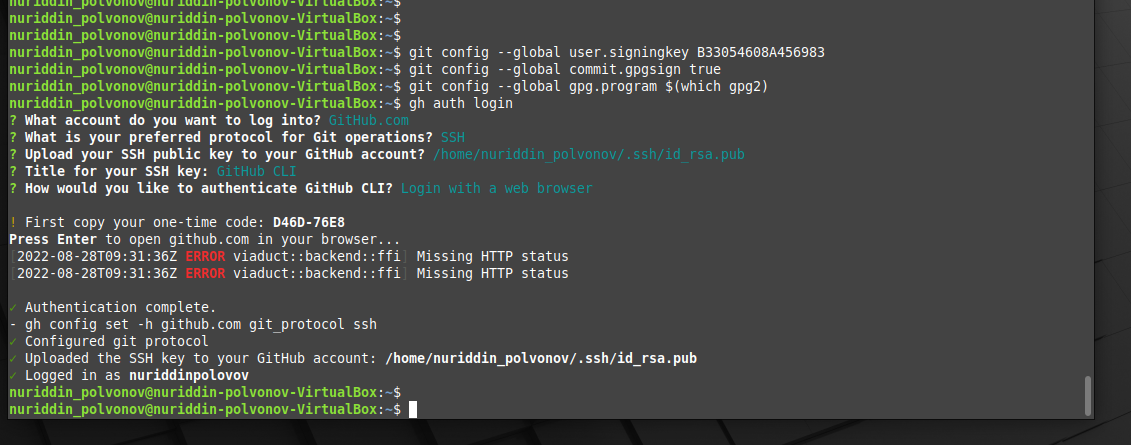 nuriddin_polvonov@nuriddin-polvonov-VirtualBox:~$
nuriddin_polvonov@nuriddin-polvonov-VirtualBox:~$
nuriddin_polvonov@nuriddin-polvonov-VirtualBox:~$
nuriddin_polvonov@nuriddin-polvonov-VirtualBox:~$ git config --global user.signingkey B33054608A456983
nuriddin_polvonov@nuriddin-polvonov-VirtualBox:~$ git config --global commit.gpgsign true
nuriddin_polvonov@nuriddin-polvonov-VirtualBox:~$ git config --global gpg.program $(which gpg2)
nuriddin_polvonov@nuriddin-polvonov-VirtualBox:~$ gh auth login
? What account do you want to log into? GitHub.com
? What is your preferred protocol for Git operations? SSH
? Upload your SSH public key to your GitHub account? /home/nuriddin_polvonov/.ssh/id_rsa.pub
? Title for your SSH key: GitHub CLI
? How would you like to authenticate GitHub CLI? Login with a web browser
! First copy your one-time code: D46D-76E8
Press Enter to open github.com in your browser...
[2022-08-28T09:31:36Z ERROR viaduct::backend::ffi] Missing HTTP status
[2022-08-28T09:31:36Z ERROR viaduct::backend::ffi] Missing HTTP status
✓ Authentication complete.
- gh config set -h github.com git_protocol ssh
✓ Configured git protocol
✓ Uploaded the SSH key to your GitHub account: /home/nuriddin_polvonov/.ssh/id_rsa.pub
✓ Logged in as nuriddinpolovov
nuriddin_polvonov@nuriddin-polvonov-VirtualBox:~$
nuriddin_polvonov@nuriddin-polvonov-VirtualBox:~$